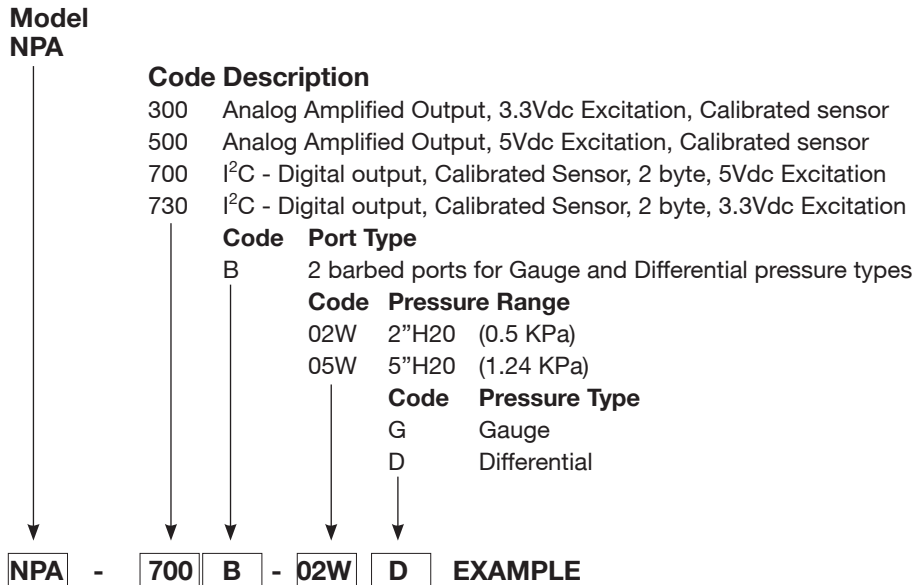 Model
NPA
Code Description
300 Analog Amplified Output, 3.3Vdc Excitation, Calibrated sensor
500 Analog Amplified Output, 5Vdc Excitation, Calibrated sensor
700 I²C - Digital output, Calibrated Sensor, 2 byte, 5Vdc Excitation
730 I²C - Digital output, Calibrated Sensor, 2 byte, 3.3Vdc Excitation
Code Port Type
B 2 barbed ports for Gauge and Differential pressure types
Code Pressure Range
02W 2”H20 (0.5 KPa)
05W 5”H20 (1.24 KPa)
Code Pressure Type
G Gauge
D Differential
NPA - 700 B - 02W D EXAMPLE